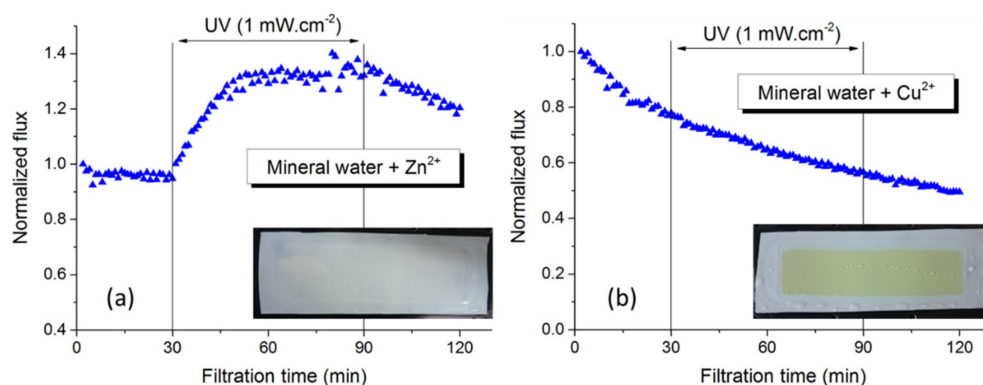 UV (1 mW.cm-2)
1.4
1.2
1.0
0.8
0.6
0.4
Normalized flux
Mineral water + Zn2+
(a)
0
30
60
90
120
Filtration time (min)
UV (1 mW.cm-2)
1.0
0.8
0.6
0.4
0.2
0.0
Normalized flux
Mineral water + Cu2+
(b)
0
30
60
90
120
Filtration time (min)